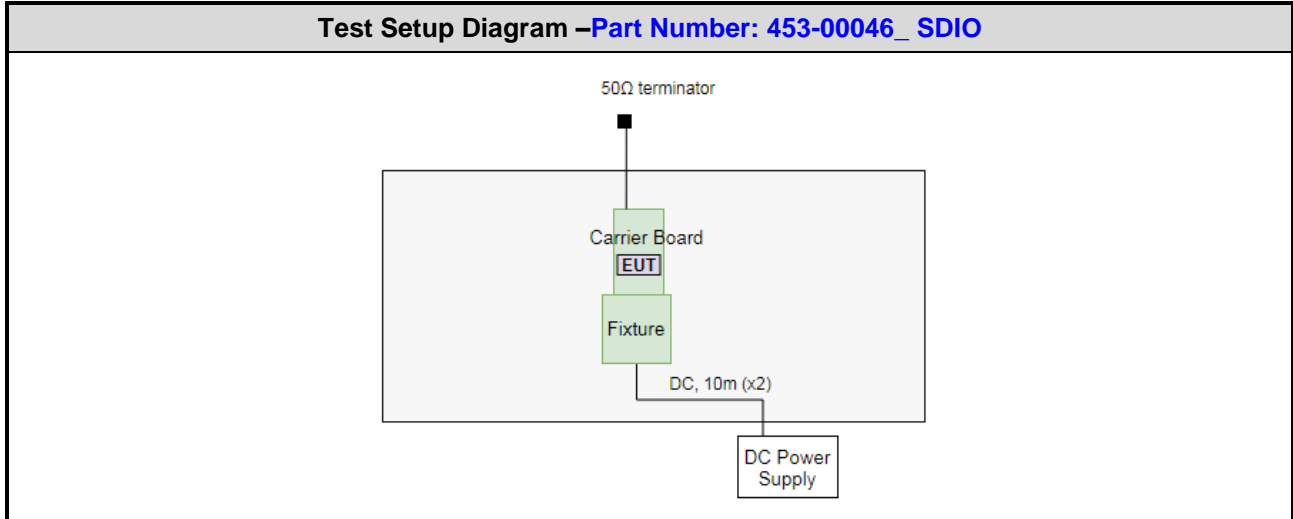 Test Setup Diagram –Part Number: 453-00046_ SDIO
50Ω terminator
Carrier Board
EUT
Fixture
DC, 10m (x2)
DC Power
Supply